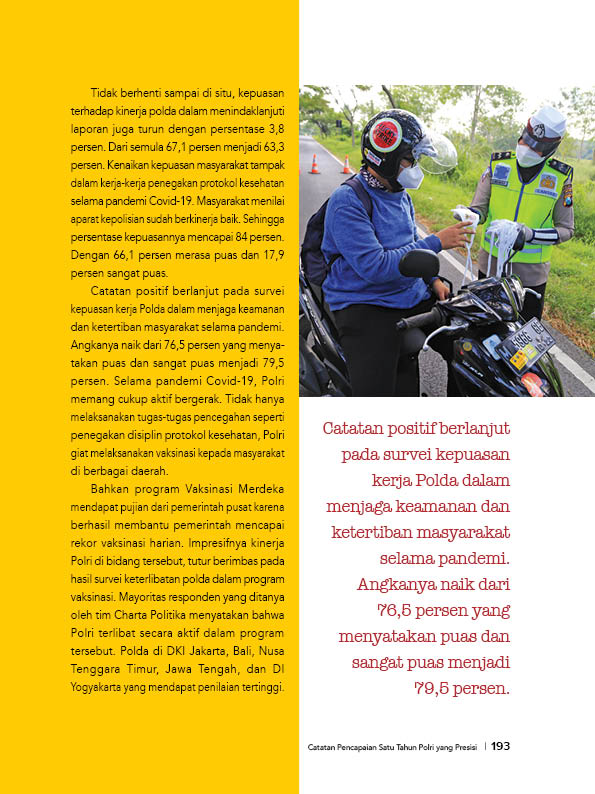 Tidak berhenti sampai di situ, kepuasan
terhadap kinerja polda dalam menindaklanjuti
laporan juga turun dengan persentase 3,8
persen. Dari semula 67,1 persen menjadi 63,3
persen. Kenaikan kepuasan masyarakat tampak
dalam kerja-kerja penegakan protokol kesehatan
selama pandemi Covid-19. Masyarakat menilai
aparat kepolisian sudah berkinerja baik. Sehingga
persentase kepuasannya mencapai 84 persen.
Dengan 66,1 persen merasa puas dan 17,9
persen sangat puas.
Catatan positif berlanjut pada survei
kepuasan kerja Polda dalam menjaga keamanan
dan ketertiban masyarakat selama pandemi.
Angkanya naik dari 76,5 persen yang menya-
takan puas dan sangat puas menjadi 79,5
persen. Selama pandemi Covid-19, Polri
memang cukup aktif bergerak. Tidak hanya
melaksanakan tugas-tugas pencegahan seperti
penegakan disiplin protokol kesehatan, Polri
giat melaksanakan vaksinasi kepada masyarakat
di berbagai daerah.
Bahkan program Vaksinasi Merdeka
mendapat pujian dari pemerintah pusat karena
berhasil membantu pemerintah mencapai
rekor vaksinasi harian. Impresifnya kinerja
Polri di bidang tersebut, tutur berimbas pada
hasil survei keterlibatan polda dalam program
vaksinasi. Mayoritas responden yang ditanya
oleh tim Charta Politika menyatakan bahwa
Polri terlibat secara aktif dalam program
tersebut. Polda di DKI Jakarta, Bali, Nusa
Tenggara Timur, Jawa Tengah, dan DI
Yogyakarta yang mendapat penilaian tertinggi.
Catatan positif berlanjut
pada survei kepuasan
kerja Polda dalam
menjaga keamanan dan
ketertiban masyarakat
selama pandemi.
Angkanya naik dari
76,5 persen yang
menyatakan puas dan
sangat puas menjadi
79,5 persen.
Catatan Pencapaian Satu Tahun Polri yang Presisi | 193